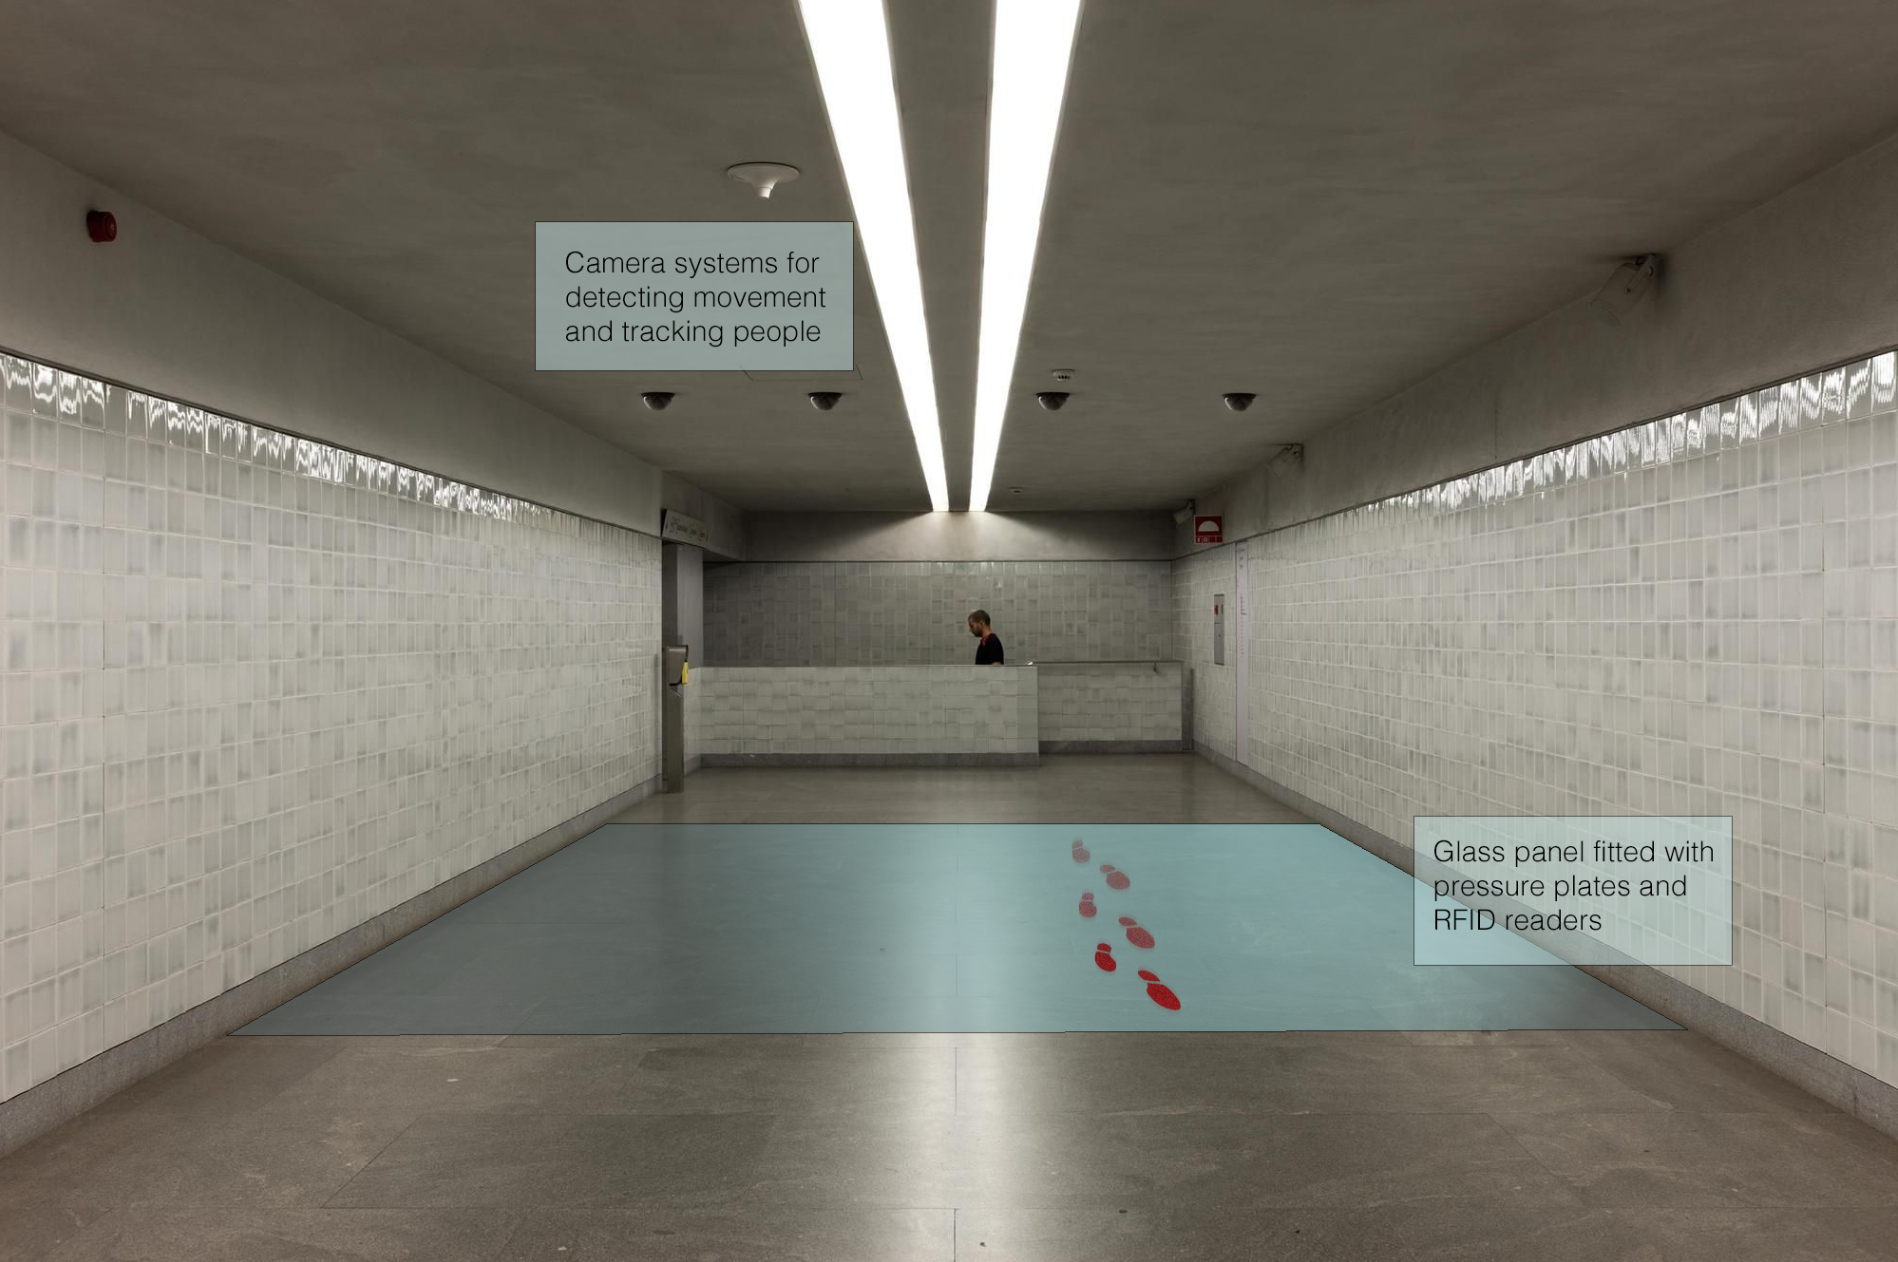 Camera systems for
detecting movement
and tracking people
Glass panel fitted with
pressure plates and
RFID readers